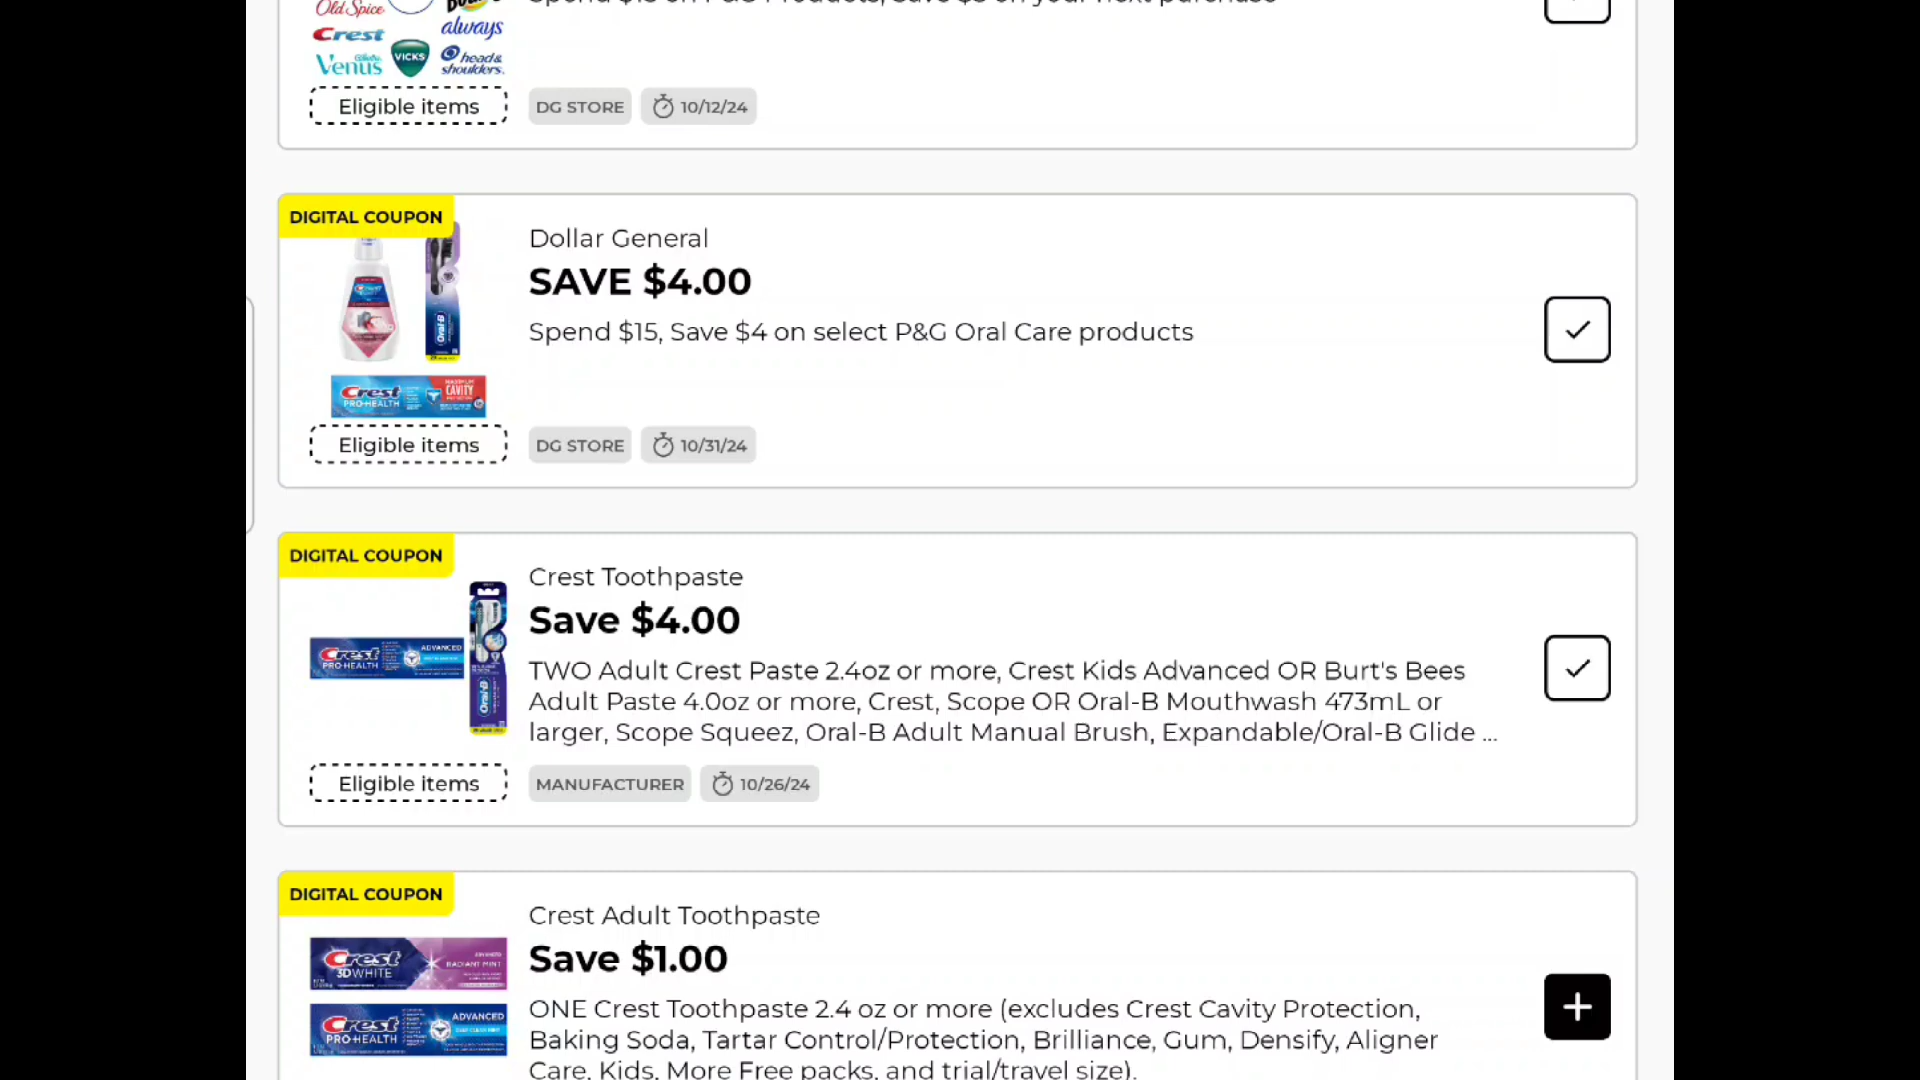 Old Spice
Crest
always
Venus
VICKS
head&
shoulders.
Eligible items
DG STORE
10/12/24
DIGITAL COUPON
Dollar General
SAVE $4.00
Spend $15, Save $4 on select P&G Oral Care products
Oral-B
Crest
PRO-HEALTH
CAVITY
Eligible items
DG STORE
10/31/24
DIGITAL COUPON
Crest Toothpaste
Save $4.00
TWO Adult Crest Paste 2.4oz or more, Crest Kids Advanced OR Burt's Bees
Adult Paste 4.0oz or more, Crest, Scope OR Oral-B Mouthwash 473mL or
larger, Scope Squeez, Oral-B Adult Manual Brush, Expandable/Oral-B Glide ...
Crest
PRO-HEALTH
ADVANCED
Oral-B
Eligible items
MANUFACTURER
10/26/24
DIGITAL COUPON
Crest Adult Toothpaste
Save $1.00
ONE Crest Toothpaste 2.4 oz or more (excludes Crest Cavity Protection,
Baking Soda, Tartar Control/Protection, Brilliance, Gum, Densify, Aligner
Care, Kids, More Free packs, and trial/travel size).
Crest
3DWHITE
ADVANCED
RADIANT MINT
Crest
PRO-HEALTH
ADVANCED